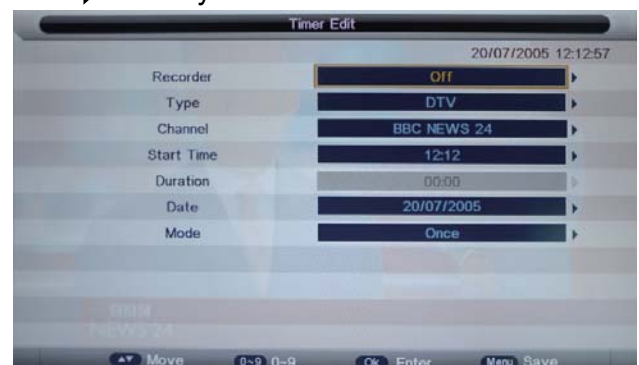 Timer Edit
20/07/2005 12:12:57
Recorder Off
Type DTV
Channel BBC NEWS 24
Start Time 12:12
Duration 00:00
Date 20/07/2005
Mode Once
NEWS 24
Move 0~9 0~9 Ok Enter Menu Save